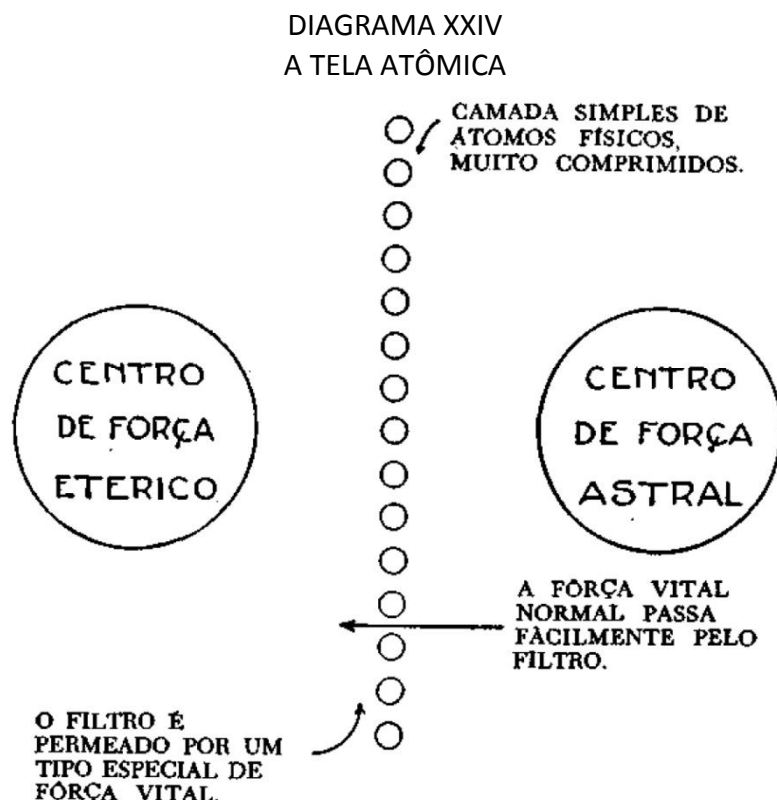 DIAGRAMA XXIV
A TELA ATÔMICA
CAMADA SIMPLES DE
ÁTOMOS FÍSICOS,
MUITO COMPRIMIDOS.
CENTRO
DE FORÇA
ETERICO
CENTRO
DE FORÇA
ASTRAL
A FÔRÇA VITAL
NORMAL PASSA
FÀCILMENTE PELO
FILTRO.
O FILTRO É
PERMEADO POR UM
TIPO ESPECIAL DE
FÔRÇA VITAL.